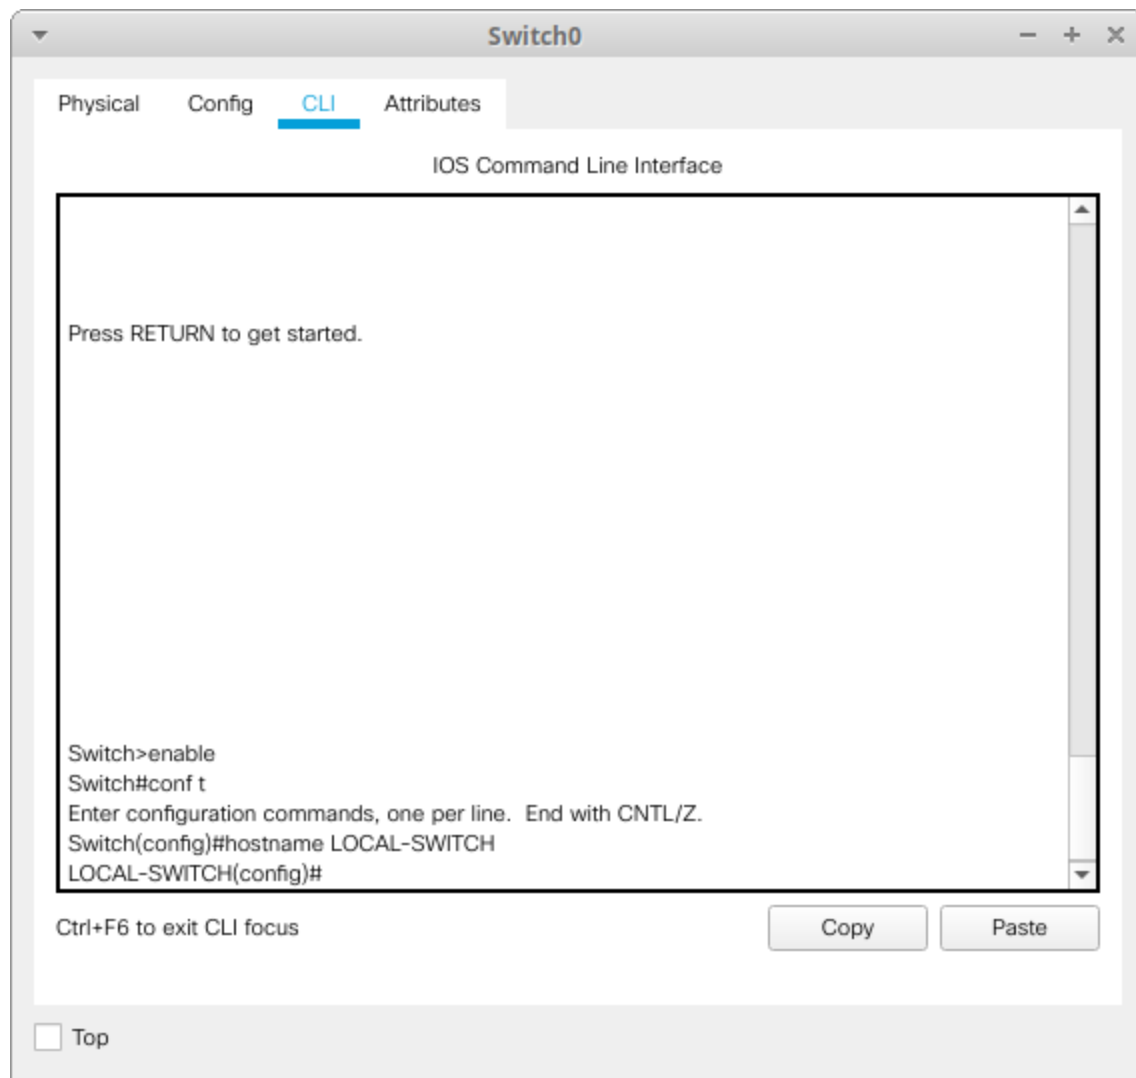 Switch0
Physical Config CLI Attributes
IOS Command Line Interface
Press RETURN to get started.
Switch>enable
Switch#conf t
Enter configuration commands, one per line.  End with CNTL/Z.
Switch(config)#hostname LOCAL-SWITCH
LOCAL-SWITCH(config)#
Ctrl+F6 to exit CLI focus Copy Paste
Top